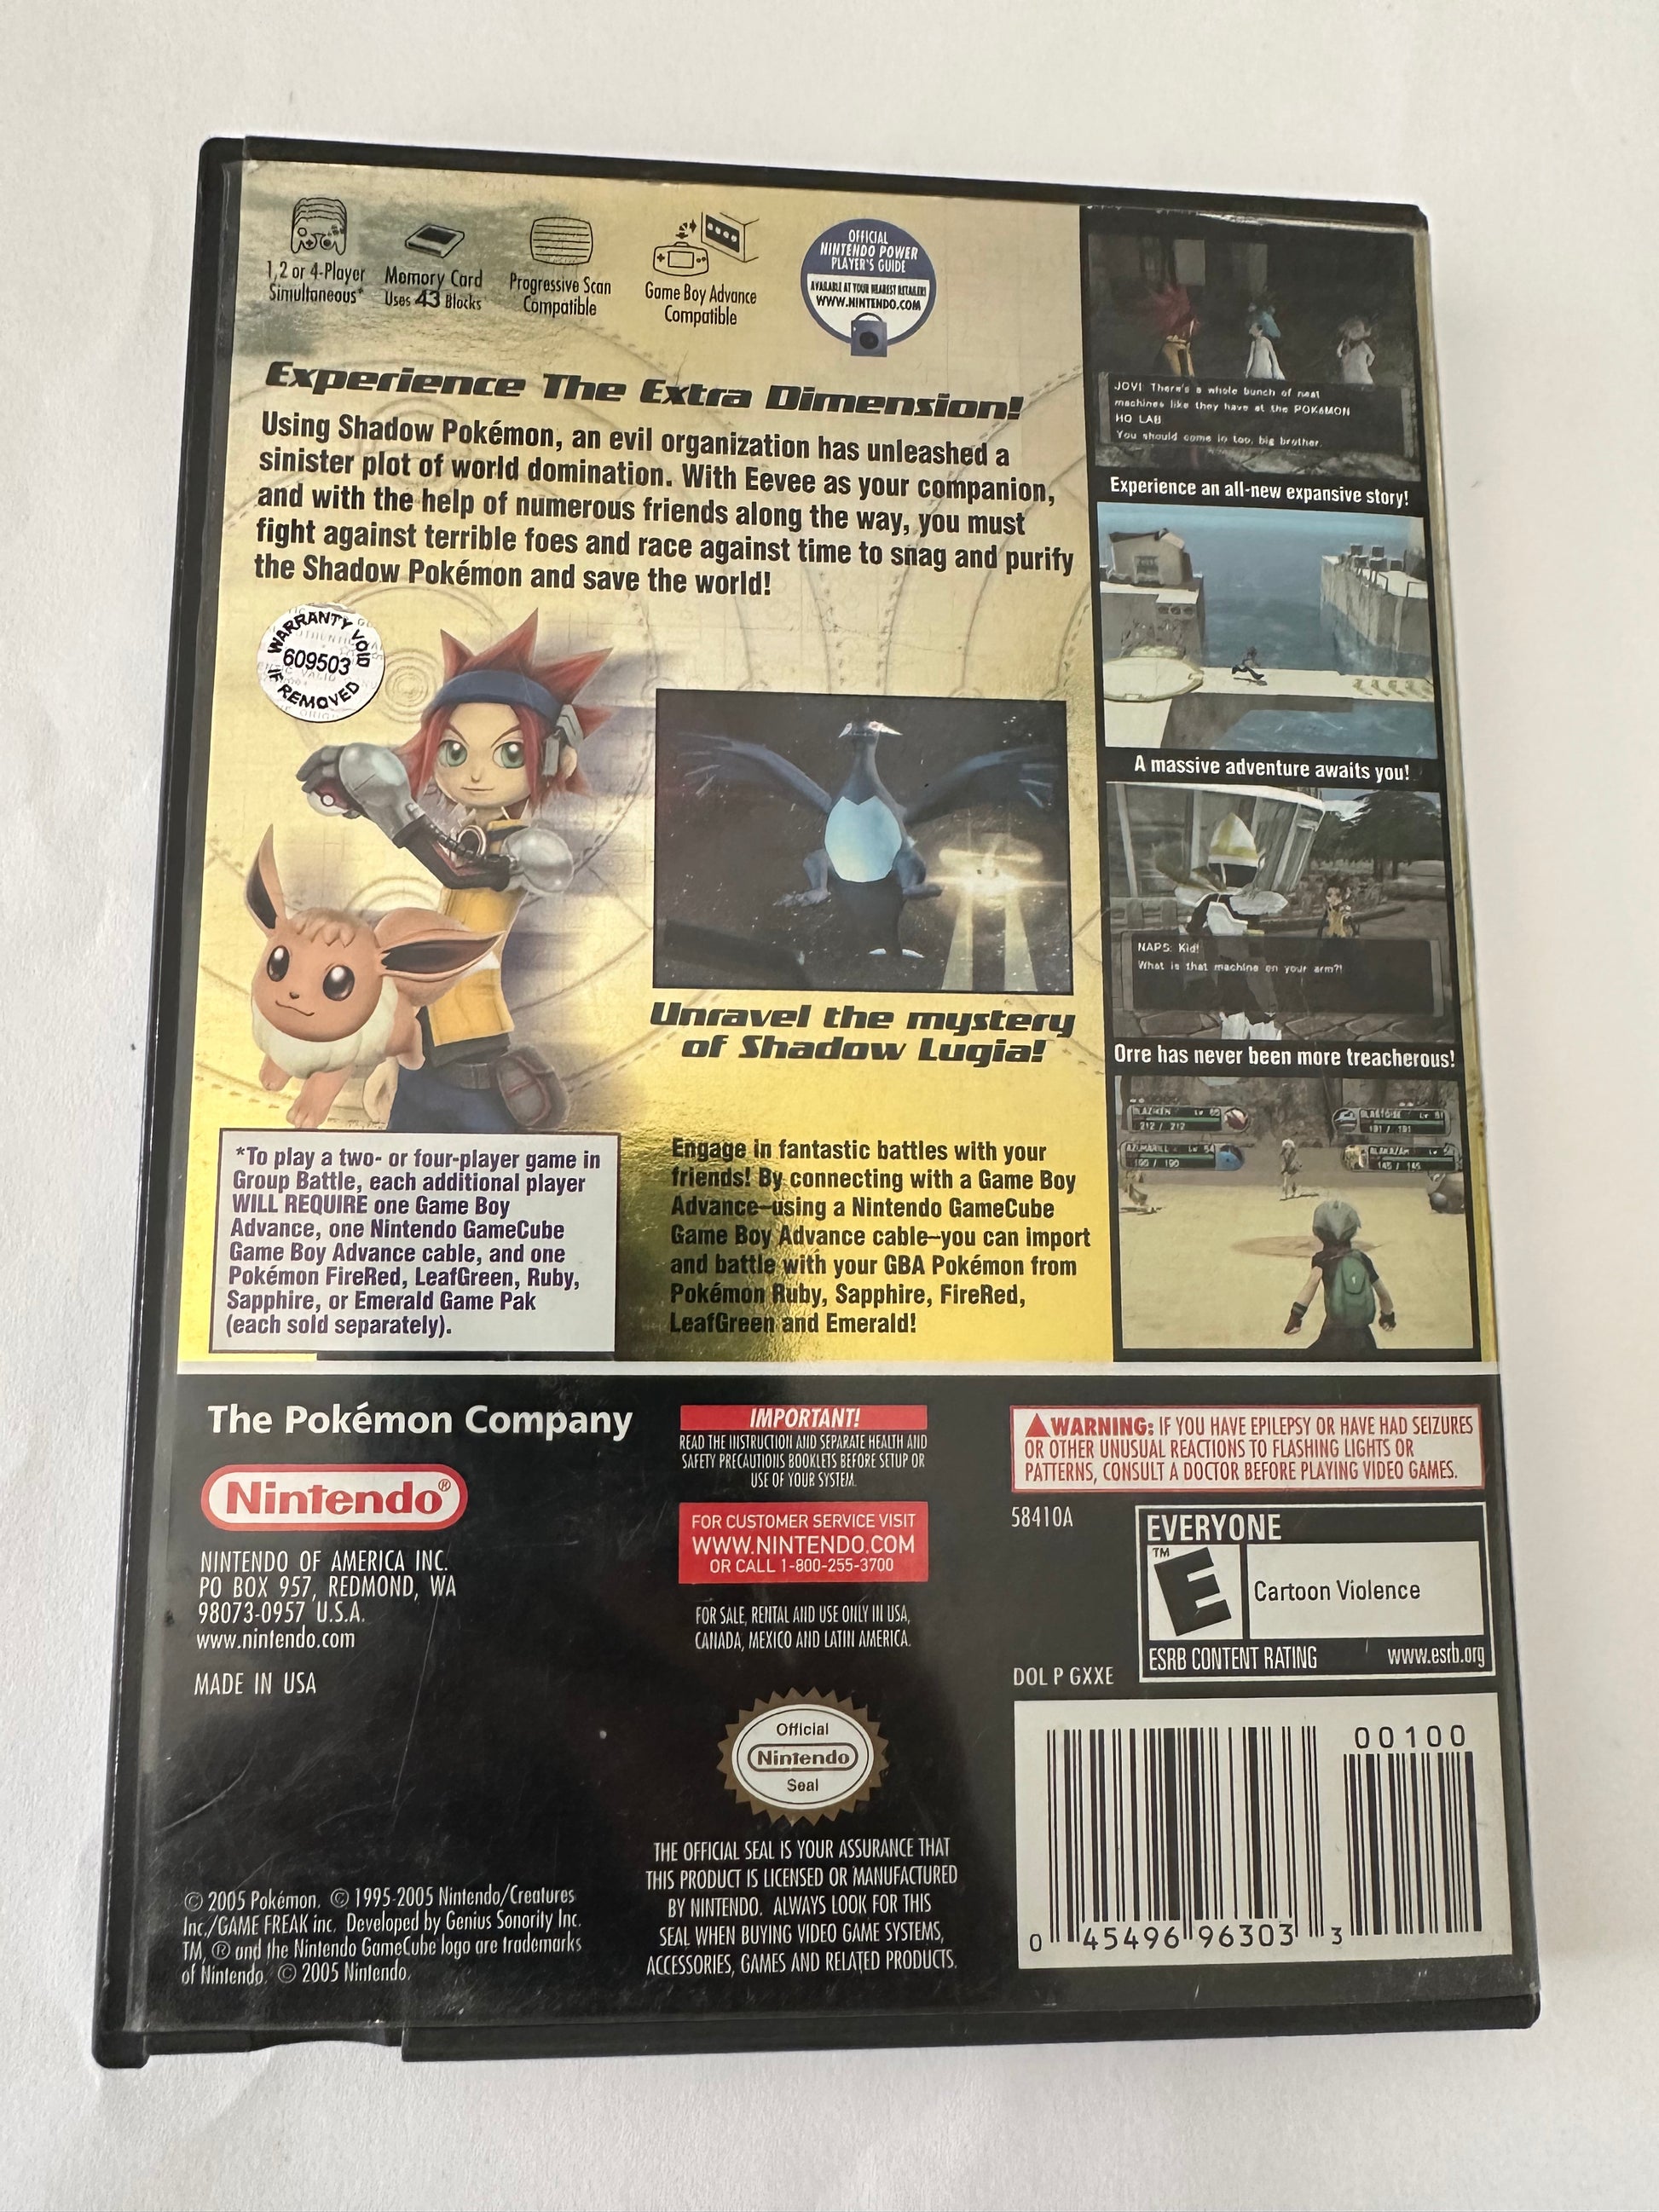 1,2 or 4-Player
Simultaneous*
Memory Card
Uses 43 Blocks
Progressive Scan
Compatible
Game Boy Advance
Compatible
OFFICIAL
NINTENDO POWER
PLAYER'S GUIDE
AVAILABLE AT YOUR NEAREST RETAILER!
WWW.NINTENDO.COM
Experience The Extra Dimension!
Using Shadow Pokémon, an evil organization has unleashed a
sinister plot of world domination. With Eevee as your companion,
and with the help of numerous friends along the way, you must
fight against terrible foes and race against time to snag and purify
the Shadow Pokémon and save the world!
WARRANTY VOID
609503
IF REMOVED
Unravel the mystery
of Shadow Lugia!
*To play a two- or four-player game in
Group Battle, each additional player
WILL REQUIRE one Game Boy
Advance, one Nintendo GameCube
Game Boy Advance cable, and one
Pokémon FireRed, LeafGreen, Ruby,
Sapphire, or Emerald Game Pak
(each sold separately).
Engage in fantastic battles with your
friends! By connecting with a Game Boy
Advance–using a Nintendo GameCube
Game Boy Advance cable–you can import
and battle with your GBA Pokémon from
Pokémon Ruby, Sapphire, FireRed,
LeafGreen and Emerald!
JOVI: There's a whole bunch of neat
machines like they have at the POKéMON
HQ LAB.
You should come in too, big brother.
Experience an all-new expansive story!
A massive adventure awaits you!
NAPS: Kid!
What is that machine on your arm?!
Orre has never been more treacherous!
BLAZIKEN Lv 60
212 / 212
BLASTOISE Lv 51
191 / 191
AZUMARILL Lv 54
190 / 190
ALAKAZAM Lv
145 / 145
The Pokémon Company
Nintendo®
NINTENDO OF AMERICA INC.
PO BOX 957, REDMOND, WA
98073-0957 U.S.A.
www.nintendo.com
MADE IN USA
© 2005 Pokémon. © 1995-2005 Nintendo/Creatures
Inc./GAME FREAK inc. Developed by Genius Sonority Inc.
TM, ® and the Nintendo GameCube logo are trademarks
of Nintendo. © 2005 Nintendo.
IMPORTANT!
READ THE INSTRUCTION AND SEPARATE HEALTH AND
SAFETY PRECAUTIONS BOOKLETS BEFORE SETUP OR
USE OF YOUR SYSTEM.
FOR CUSTOMER SERVICE VISIT
WWW.NINTENDO.COM
OR CALL 1-800-255-3700
FOR SALE, RENTAL AND USE ONLY IN USA,
CANADA, MEXICO AND LATIN AMERICA.
Official
Nintendo
Seal
THE OFFICIAL SEAL IS YOUR ASSURANCE THAT
THIS PRODUCT IS LICENSED OR MANUFACTURED
BY NINTENDO. ALWAYS LOOK FOR THIS
SEAL WHEN BUYING VIDEO GAME SYSTEMS,
ACCESSORIES, GAMES AND RELATED PRODUCTS.
WARNING: IF YOU HAVE EPILEPSY OR HAVE HAD SEIZURES
OR OTHER UNUSUAL REACTIONS TO FLASHING LIGHTS OR
PATTERNS, CONSULT A DOCTOR BEFORE PLAYING VIDEO GAMES.
58410A
EVERYONE
TM
E
Cartoon Violence
ESRB CONTENT RATING www.esrb.org
DOL P GXXE
00100
0 45496 96303 3